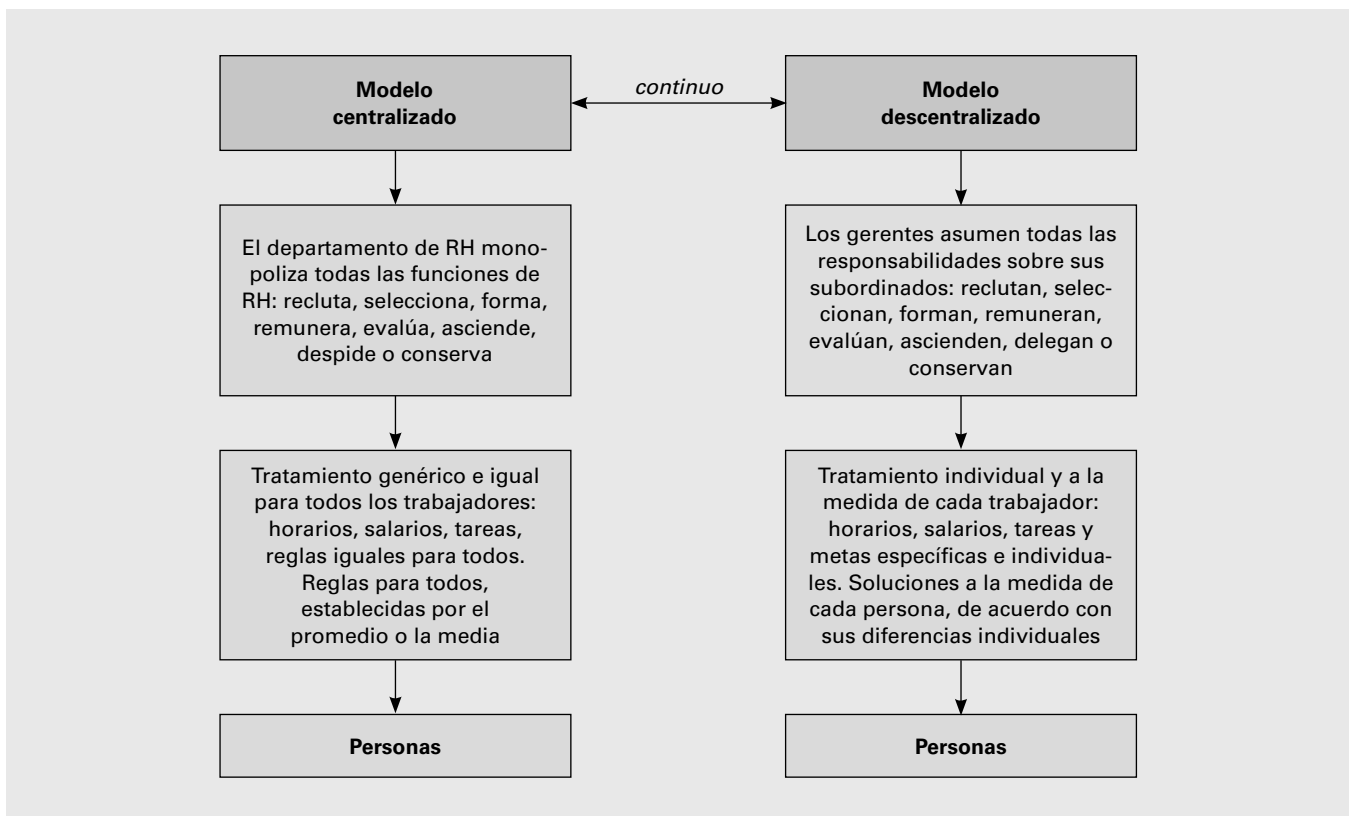 Modelo
centralizado
continuo
Modelo
descentralizado
El departamento de RH mono-
poliza todas las funciones de
RH: recluta, selecciona, forma,
remunera, evalúa, asciende,
despide o conserva
Los gerentes asumen todas las
responsabilidades sobre sus
subordinados: reclutan, selec-
cionan, forman, remuneran,
evalúan, ascienden, delegan o
conservan
Tratamiento genérico e igual
para todos los trabajadores:
horarios, salarios, tareas,
reglas iguales para todos.
Reglas para todos,
establecidas por el
promedio o la media
Tratamiento individual y a la
medida de cada trabajador:
horarios, salarios, tareas y
metas específicas e individua-
les. Soluciones a la medida de
cada persona, de acuerdo con
sus diferencias individuales
Personas
Personas